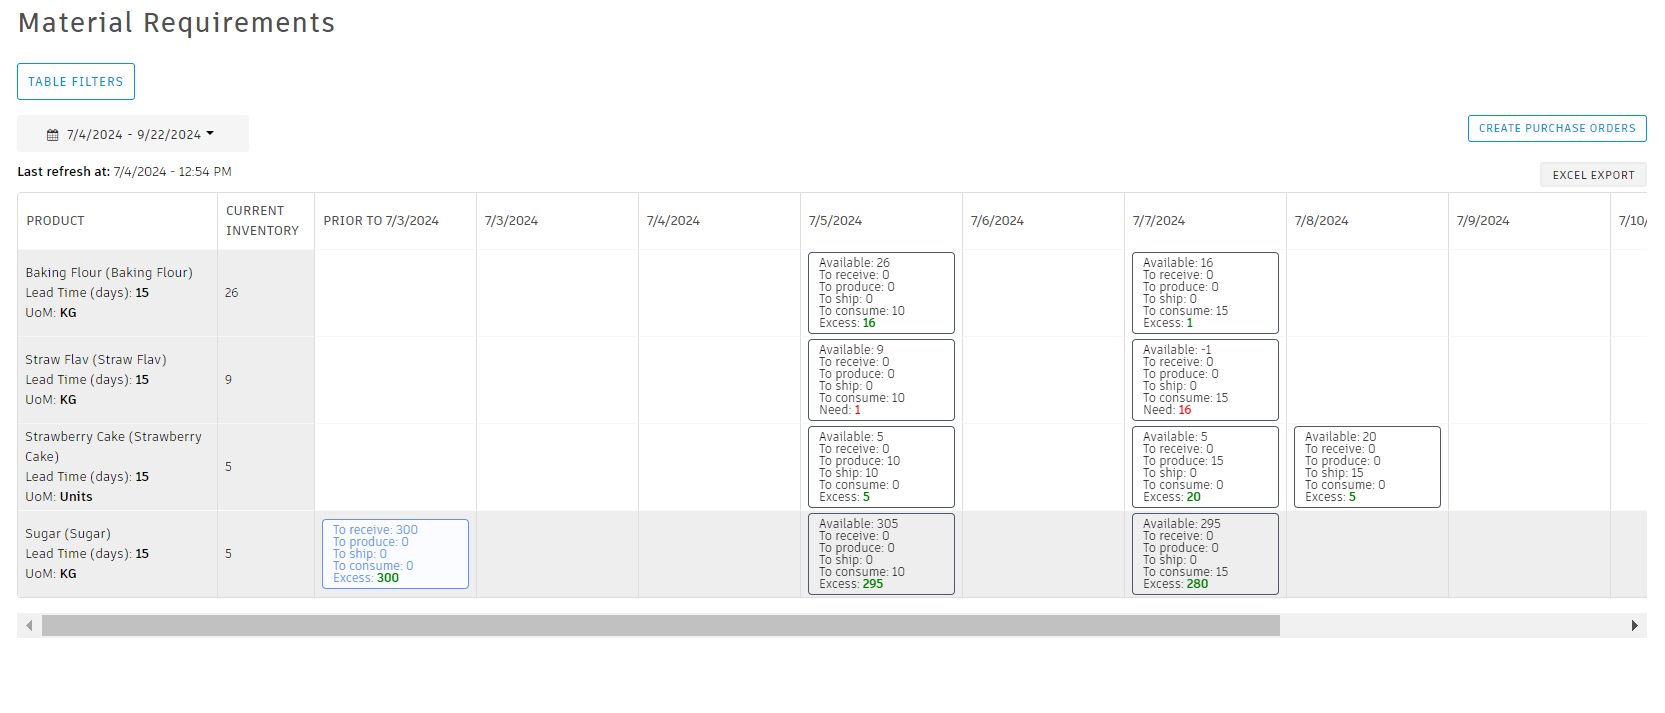 Material Requirements
TABLE FILTERS
7/4/2024 - 9/22/2024
CREATE PURCHASE ORDERS
Last refresh at: 7/4/2024 - 12:54 PM
EXCEL EXPORT
PRODUCT
CURRENT
INVENTORY
PRIOR TO 7/3/2024
7/3/2024
7/4/2024
7/5/2024
7/6/2024
7/7/2024
7/8/2024
7/9/2024
7/10/
Baking Flour (Baking Flour)
Lead Time (days): 15
UoM: KG
26
Available: 26
To receive: 0
To produce: 0
To ship: 0
To consume: 10
Excess: 16
Available: 16
To receive: 0
To produce: 0
To ship: 0
To consume: 15
Excess: 1
Straw Flav (Straw Flav)
Lead Time (days): 15
UoM: KG
9
Available: 9
To receive: 0
To produce: 0
To ship: 0
To consume: 10
Need: 1
Available: -1
To receive: 0
To produce: 0
To ship: 0
To consume: 15
Need: 16
Strawberry Cake (Strawberry
Cake)
Lead Time (days): 15
UoM: Units
5
Available: 5
To receive: 0
To produce: 10
To ship: 10
To consume: 0
Excess: 5
Available: 5
To receive: 0
To produce: 15
To ship: 0
To consume: 0
Excess: 20
Available: 20
To receive: 0
To produce: 0
To ship: 15
To consume: 0
Excess: 5
Sugar (Sugar)
Lead Time (days): 15
UoM: KG
5
To receive: 300
To produce: 0
To ship: 0
To consume: 0
Excess: 300
Available: 305
To receive: 0
To produce: 0
To ship: 0
To consume: 10
Excess: 295
Available: 295
To receive: 0
To produce: 0
To ship: 0
To consume: 15
Excess: 280